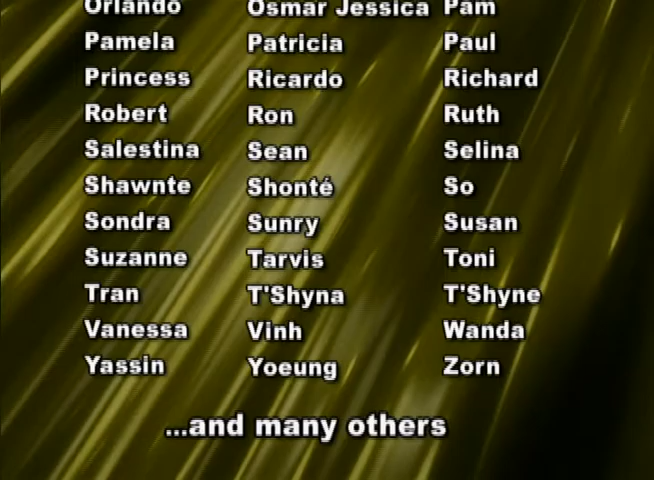 Orlando Osmar Jessica Pam
Pamela Patricia Paul
Princess Ricardo Richard
Robert Ron Ruth
Salestina Sean Selina
Shawnte Shonté So
Sondra Sunry Susan
Suzanne Tarvis Toni
Tran T'Shyna T'Shyne
Vanessa Vinh Wanda
Yassin Yoeung Zorn
...and many others